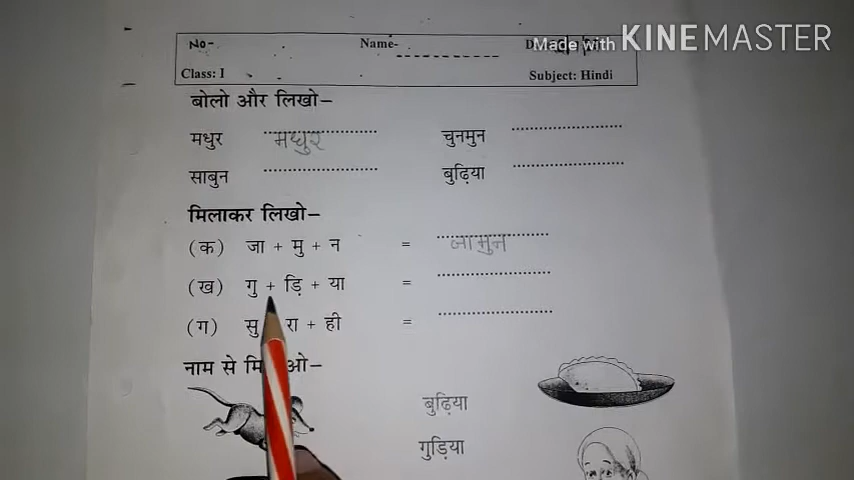 Made with KINEMASTER
No- Name-
Class: I Subject: Hindi
बोलो और लिखो–
मधुर मधुर चुनमुन
साबुन बुढ़िया
मिलाकर लिखो–
(क) जा + मु + न = जामुन
(ख) गु + ड़ि + या =
(ग) सु रा + ही =
नाम से
बुढ़िया
गुड़िया